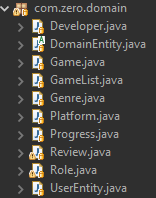 com.zero.domain
Developer.java
DomainEntity.java
Game.java
GameList.java
Genre.java
Platform.java
Progress.java
Review.java
Role.java
UserEntity.java